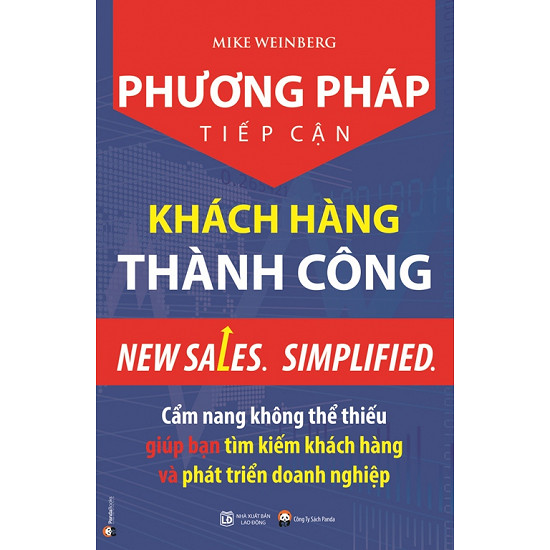 MIKE WEINBERG
PHƯƠNG PHÁP
TIẾP CẬN
KHÁCH HÀNG
THÀNH CÔNG
NEW SALES. SIMPLIFIED.
Cẩm nang không thể thiếu
giúp bạn tìm kiếm khách hàng
và phát triển doanh nghiệp
PandaBooks
LĐ
NHÀ XUẤT BẢN
LAO ĐỘNG
Công Ty Sách Panda